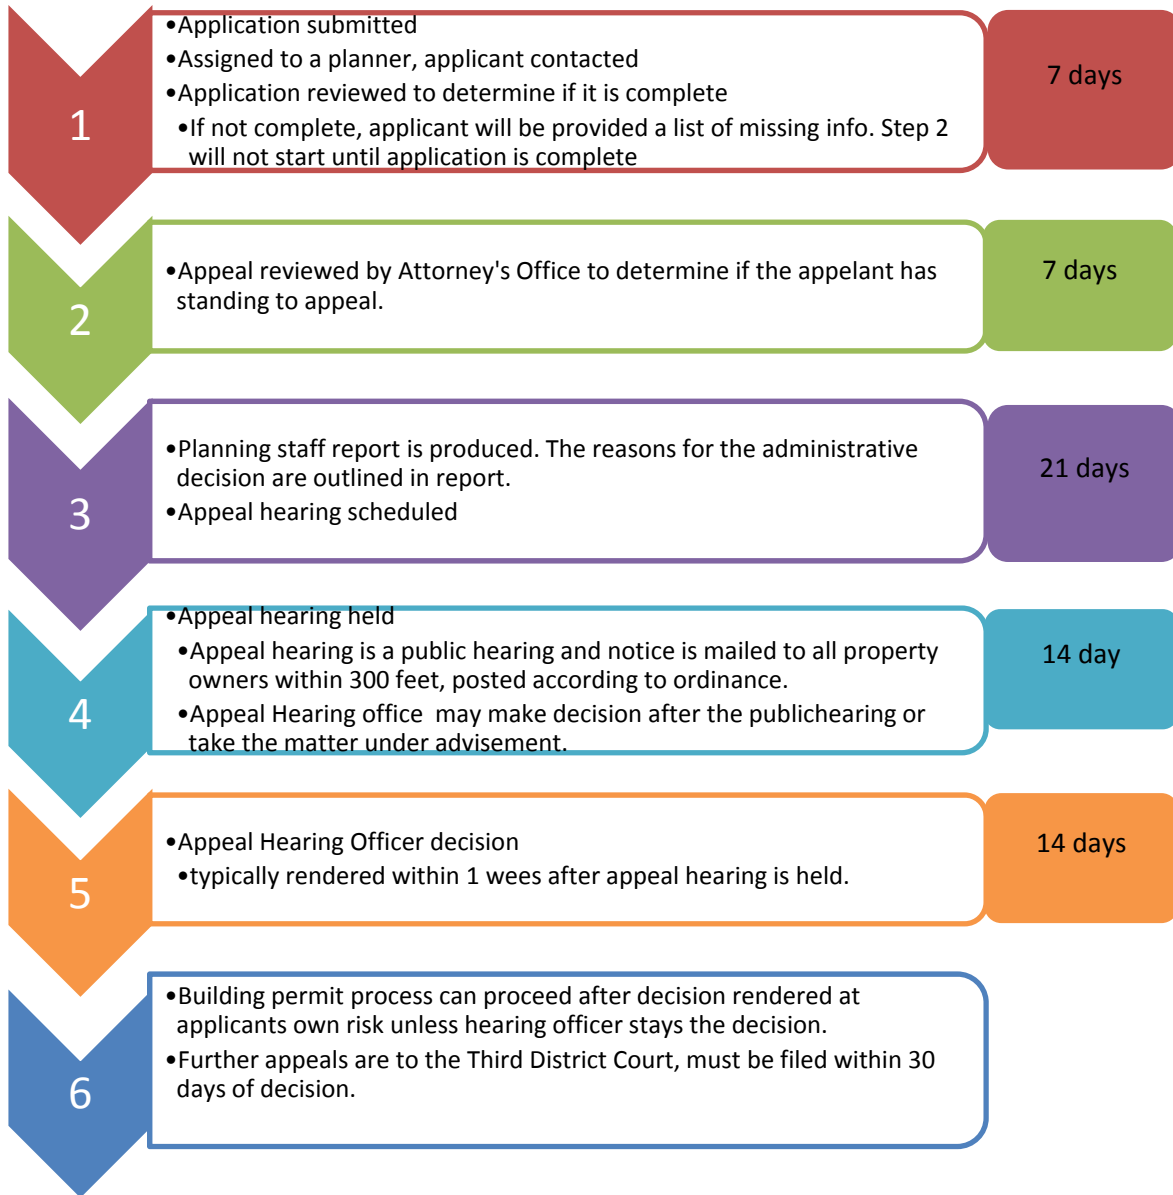 1
•Application submitted
•Assigned to a planner, applicant contacted
•Application reviewed to determine if it is complete
•If not complete, applicant will be provided a list of missing info. Step 2
will not start until application is complete
7 days
2
•Appeal reviewed by Attorney's Office to determine if the appelant has
standing to appeal.
7 days
3
•Planning staff report is produced. The reasons for the administrative
decision are outlined in report.
•Appeal hearing scheduled
21 days
4
•Appeal hearing held
•Appeal hearing is a public hearing and notice is mailed to all property
owners within 300 feet, posted according to ordinance.
•Appeal Hearing office  may make decision after the publichearing or
take the matter under advisement.
14 day
5
•Appeal Hearing Officer decision
•typically rendered within 1 wees after appeal hearing is held.
14 days
6
•Building permit process can proceed after decision rendered at
applicants own risk unless hearing officer stays the decision.
•Further appeals are to the Third District Court, must be filed within 30
days of decision.